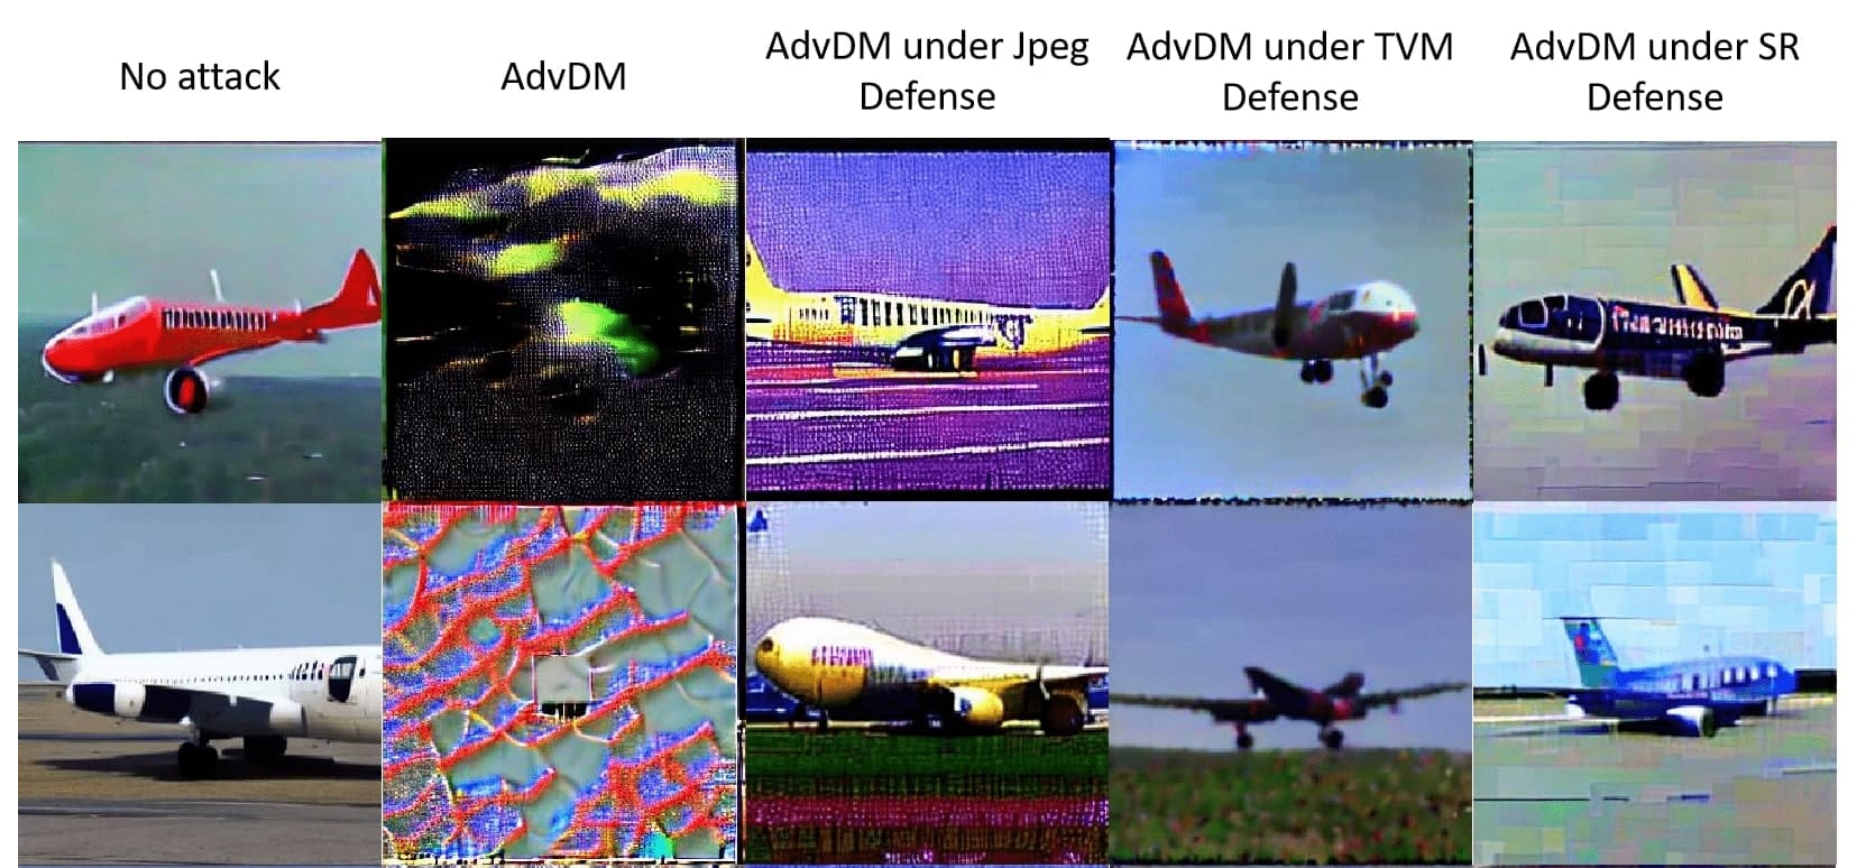 No attack
AdvDM
AdvDM under Jpeg
Defense
AdvDM under TVM
Defense
AdvDM under SR
Defense